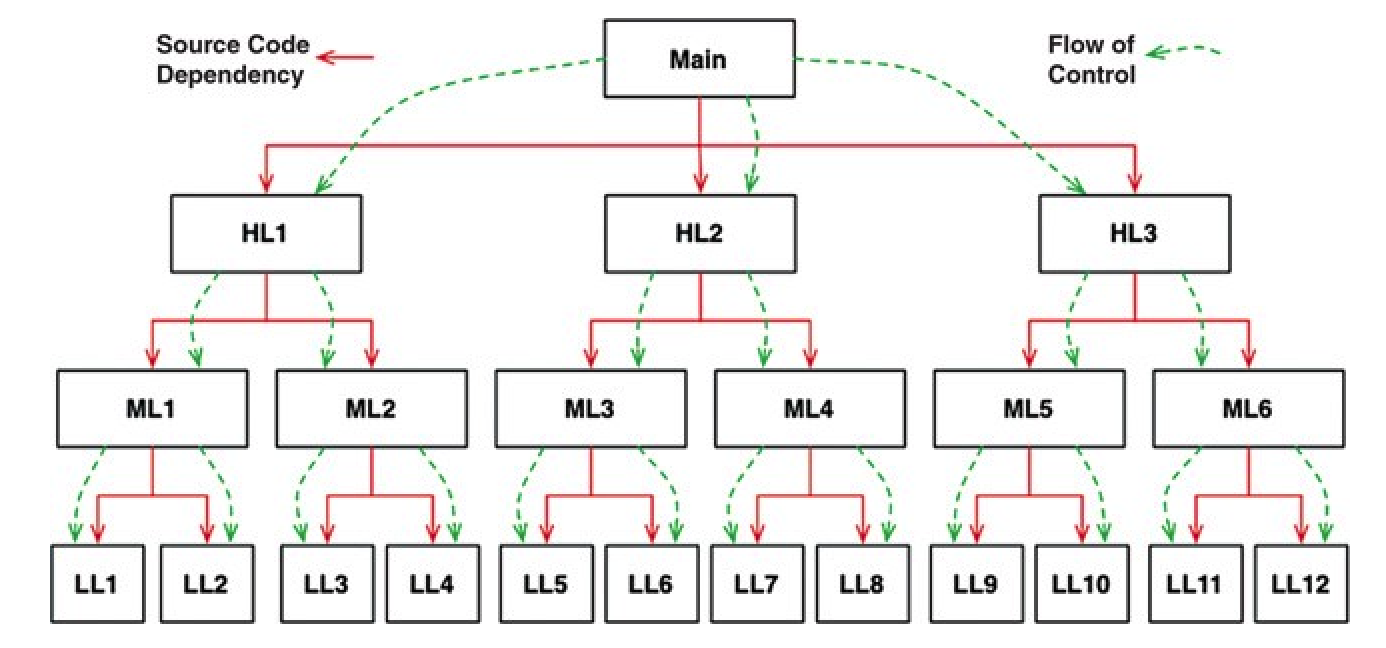 Source Code
Dependency
Main
Flow of
Control
HL1
HL2
HL3
ML1
ML2
ML3
ML4
ML5
ML6
LL1
LL2
LL3
LL4
LL5
LL6
LL7
LL8
LL9
LL10
LL11
LL12